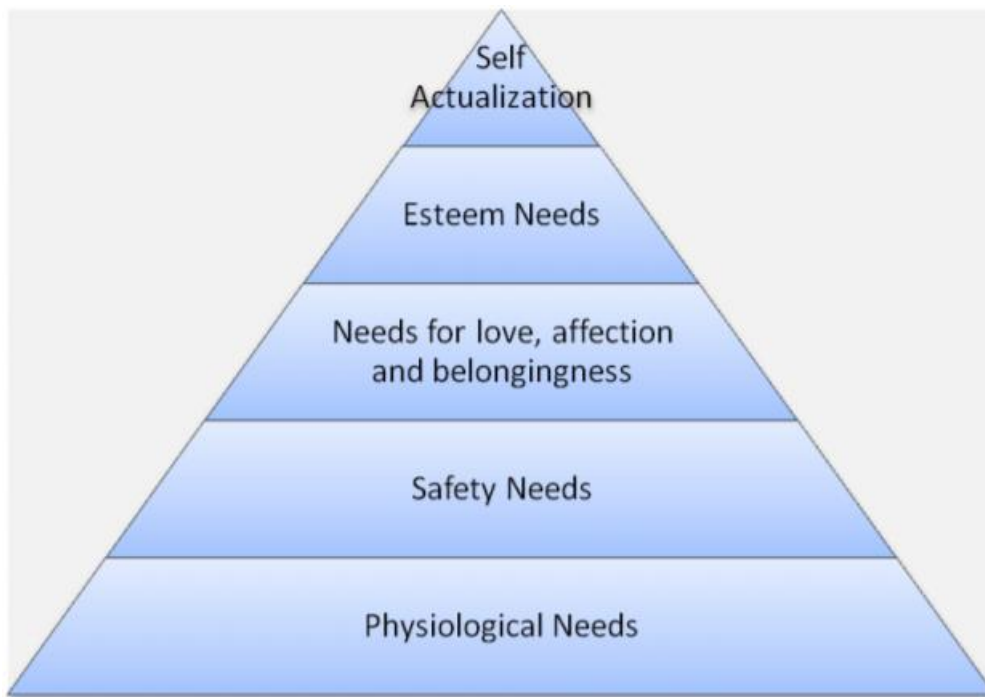 Self
Actualization
Esteem Needs
Needs for love, affection
and belongingness
Safety Needs
Physiological Needs